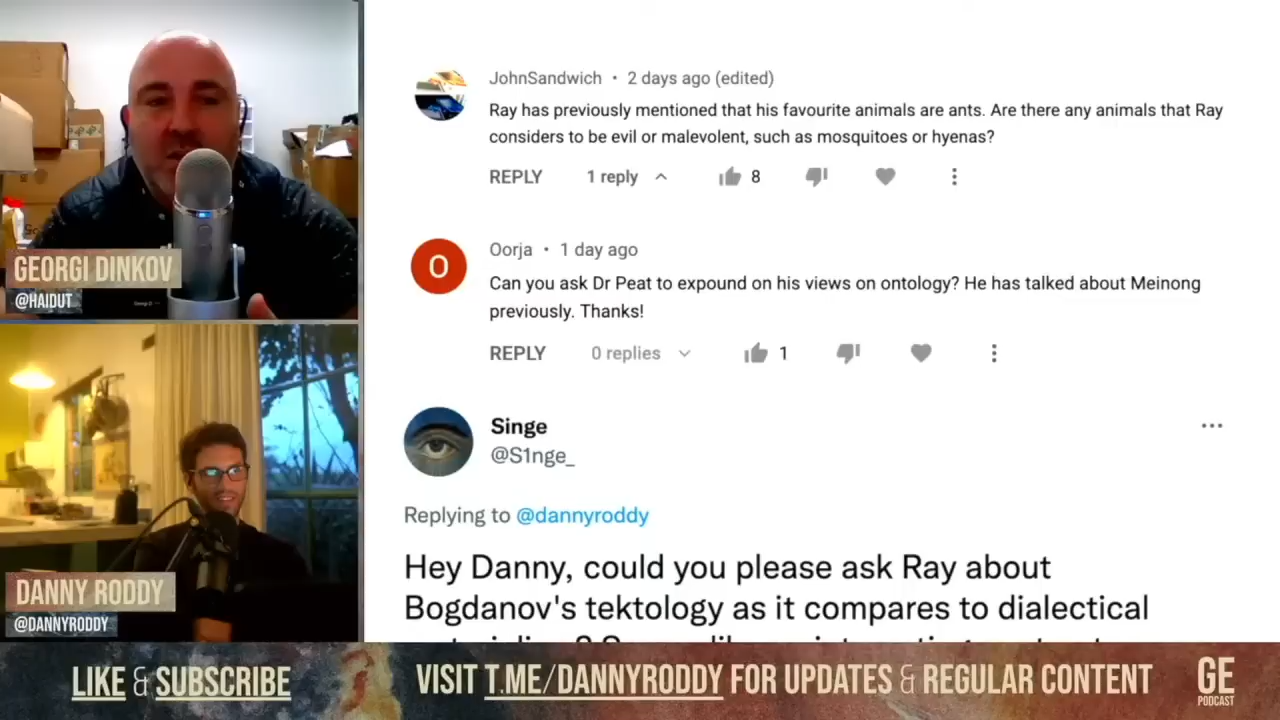 JohnSandwich • 2 days ago (edited)
Ray has previously mentioned that his favourite animals are ants. Are there any animals that Ray
considers to be evil or malevolent, such as mosquitoes or hyenas?
REPLY 1 reply 8
O
Oorja • 1 day ago
Can you ask Dr Peat to expound on his views on ontology? He has talked about Meinong
previously. Thanks!
REPLY 0 replies 1
Singe
@S1nge_
Replying to @dannyroddy
Hey Danny, could you please ask Ray about
Bogdanov's tektology as it compares to dialectical
GEORGI DINKOV
@HAIDUT
DANNY RODDY
@DANNYRODDY
LIKE & SUBSCRIBE
VISIT T.ME/DANNYRODDY FOR UPDATES & REGULAR CONTENT
GE
PODCAST